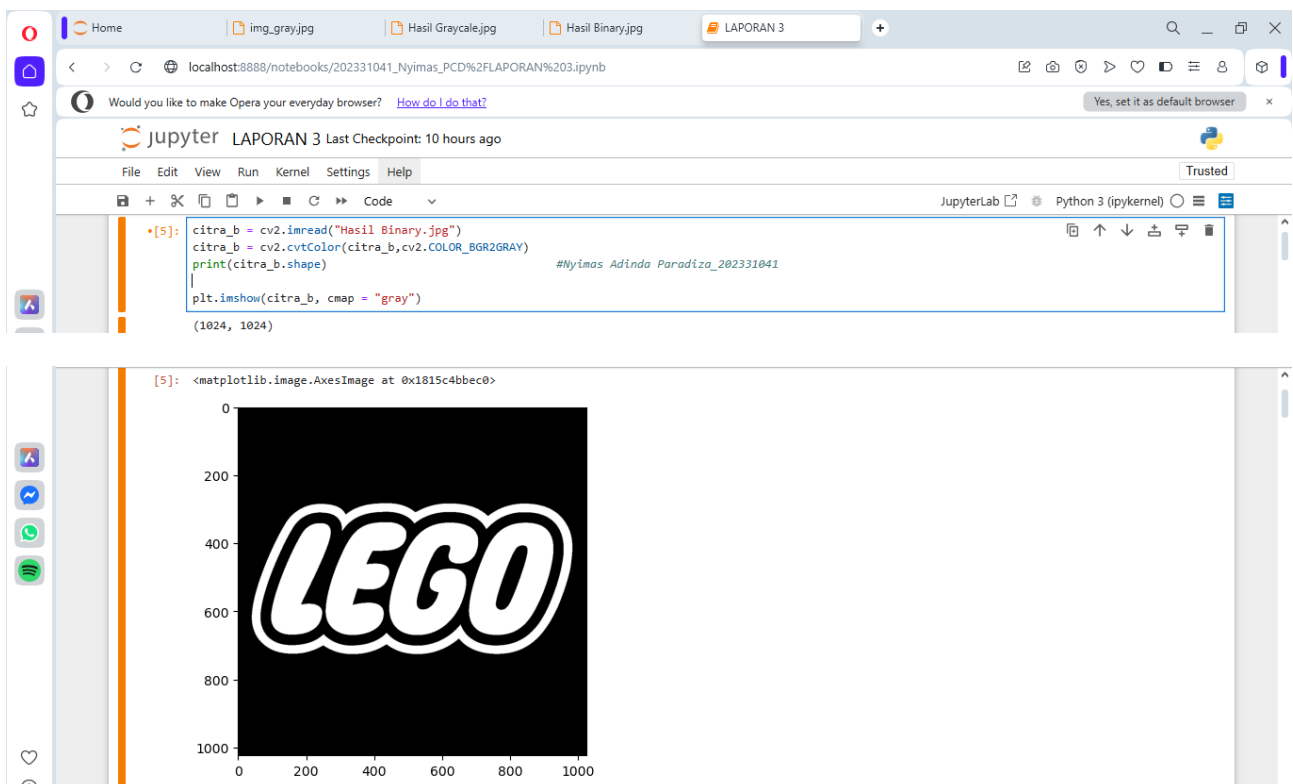 Home
img_gray.jpg
Hasil Graycale.jpg
Hasil Binary.jpg
LAPORAN 3
localhost:8888/notebooks/202331041_Nyimas_PCD%2FLAPORAN%203.ipynb
Would you like to make Opera your everyday browser? How do I do that? Yes, set it as default browser
jupyter LAPORAN 3 Last Checkpoint: 10 hours ago
File Edit View Run Kernel Settings Help Trusted
Code JupyterLab Python 3 (ipykernel)
•[5]: citra_b = cv2.imread("Hasil Binary.jpg")
citra_b = cv2.cvtColor(citra_b,cv2.COLOR_BGR2GRAY)
print(citra_b.shape) #Nyimas Adinda Paradiza_202331041
plt.imshow(citra_b, cmap = "gray")
(1024, 1024)
[5]: <matplotlib.image.AxesImage at 0x1815c4bbec0>
0
200
400
600
800
1000
LEGO
0 200 400 600 800 1000